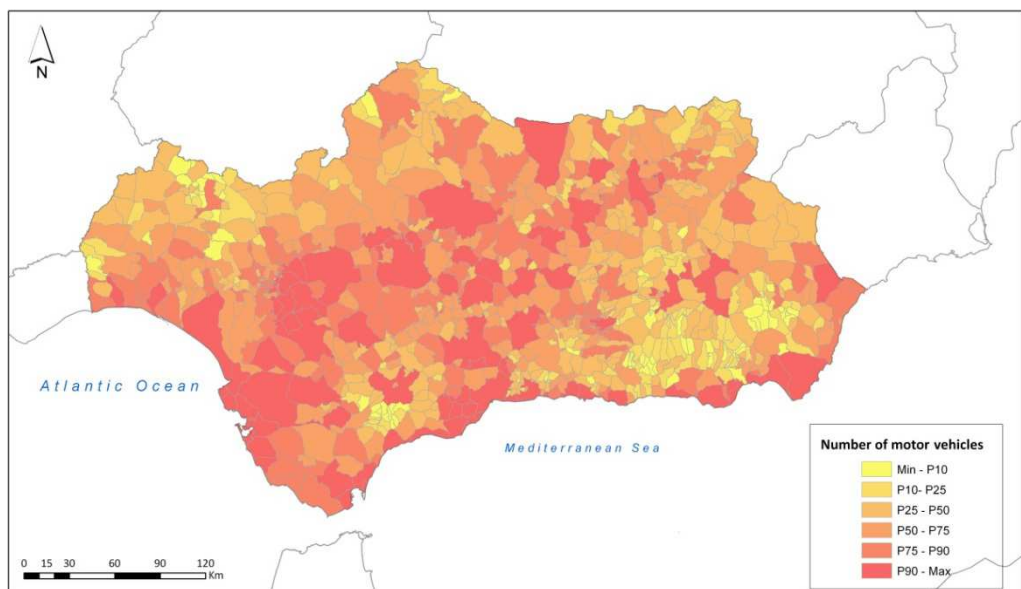 N
Atlantic Ocean
Mediterranean Sea
Number of motor vehicles
Min - P10
P10- P25
P25 - P50
P50 - P75
P75 - P90
P90 - Max
0 15 30 60 90 120
Km